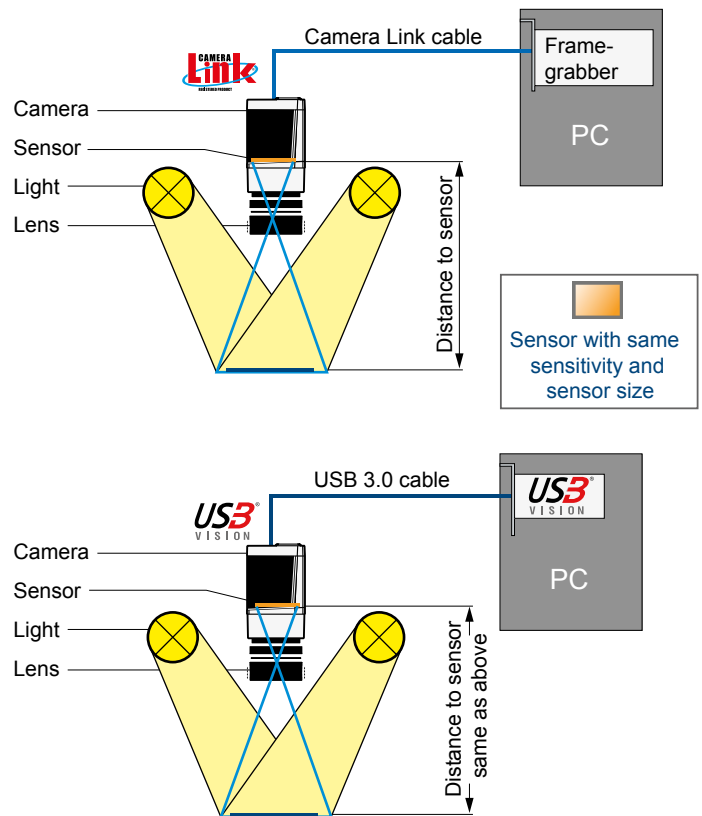 Camera Link cable
Frame-
grabber
PC
CAMERA
Link
Camera
Sensor
Light
Lens
Distance to sensor
Sensor with same
sensitivity and
sensor size
USB 3.0 cable
USB®
VISION
USB®
VISION
PC
Camera
Sensor
Light
Lens
Distance to sensor
same as above